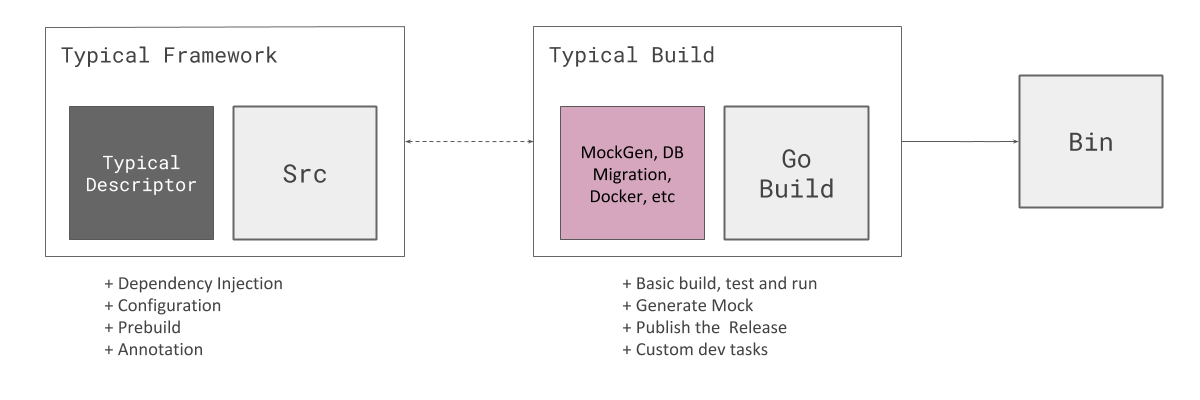 Typical Framework
Typical
Descriptor
Src
+ Dependency Injection
+ Configuration
+ Prebuild
+ Annotation
Typical Build
MockGen, DB
Migration,
Docker, etc
Go
Build
+ Basic build, test and run
+ Generate Mock
+ Publish the  Release
+ Custom dev tasks
Bin